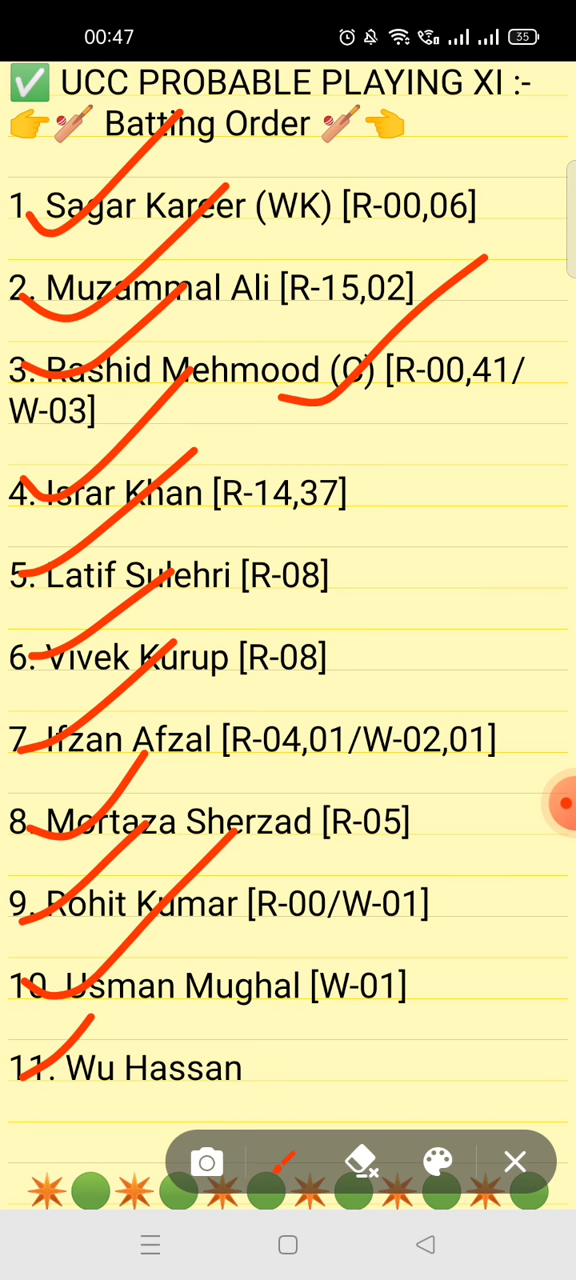 00:47 35
✅ UCC PROBABLE PLAYING XI :-
👉🏏 Batting Order 🏏👈
1. Sagar Kareer (WK) [R-00,06]
2. Muzammal Ali [R-15,02]
3. Rashid Mehmood (C) [R-00,41/
W-03]
4. Israr Khan [R-14,37]
5. Latif Sulehri [R-08]
6. Vivek Kurup [R-08]
7. Ifzan Afzal [R-04,01/W-02,01]
8. Mortaza Sherzad [R-05]
9. Rohit Kumar [R-00/W-01]
10. Usman Mughal [W-01]
11. Wu Hassan